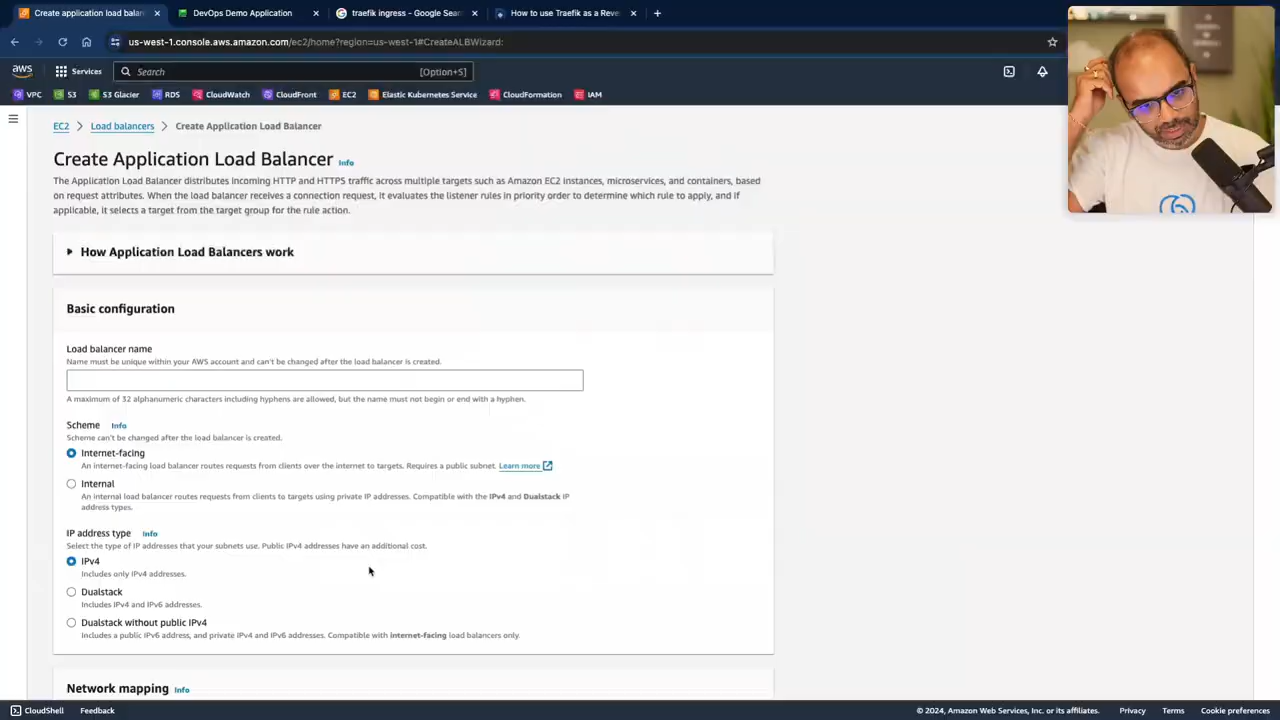 Create Application Load Balancer
DevOps Demo Application
traefik ingress - Google Sear
How to use Traefik as a Reve
us-west-1.console.aws.amazon.com/ec2/home?region=us-west-1#CreateALBWizard:
aws
Services
Search
[Option+S]
VPC
S3
S3 Glacier
RDS
CloudWatch
CloudFront
EC2
Elastic Kubernetes Service
CloudFormation
IAM
EC2 > Load balancers > Create Application Load Balancer
Create Application Load Balancer Info
The Application Load Balancer distributes incoming HTTP and HTTPS traffic across multiple targets such as Amazon EC2 instances, microservices, and containers, based
on request attributes. When the load balancer receives a connection request, it evaluates the listener rules in priority order to determine which rule to apply, and if
applicable, it selects a target from the target group for the rule action.
How Application Load Balancers work
Basic configuration
Load balancer name
Name must be unique within your AWS account and can't be changed after the load balancer is created.
A maximum of 32 alphanumeric characters including hyphens are allowed, but the name must not begin or end with a hyphen.
Scheme Info
Scheme can't be changed after the load balancer is created.
Internet-facing
An internet-facing load balancer routes requests from clients over the internet to targets. Requires a public subnet. Learn more
Internal
An internal load balancer routes requests from clients to targets using private IP addresses. Compatible with the IPv4 and Dualstack IP
address types.
IP address type Info
Select the type of IP addresses that your subnets use. Public IPv4 addresses have an additional cost.
IPv4
Includes only IPv4 addresses.
Dualstack
Includes IPv4 and IPv6 addresses.
Dualstack without public IPv4
Includes a public IPv6 address, and private IPv4 and IPv6 addresses. Compatible with internet-facing load balancers only.
Network mapping Info
CloudShell
Feedback
© 2024, Amazon Web Services, Inc. or its affiliates.
Privacy
Terms
Cookie preferences